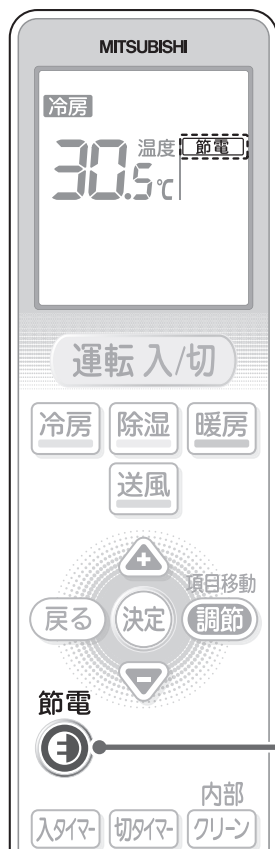 MITSUBISHI
冷房
温度 節電
30.5℃
運転 入/切
冷房 除湿 暖房
送風
項目移動
戻る 決定 調節
節電
内部
入タイマー 切タイマー クリーン